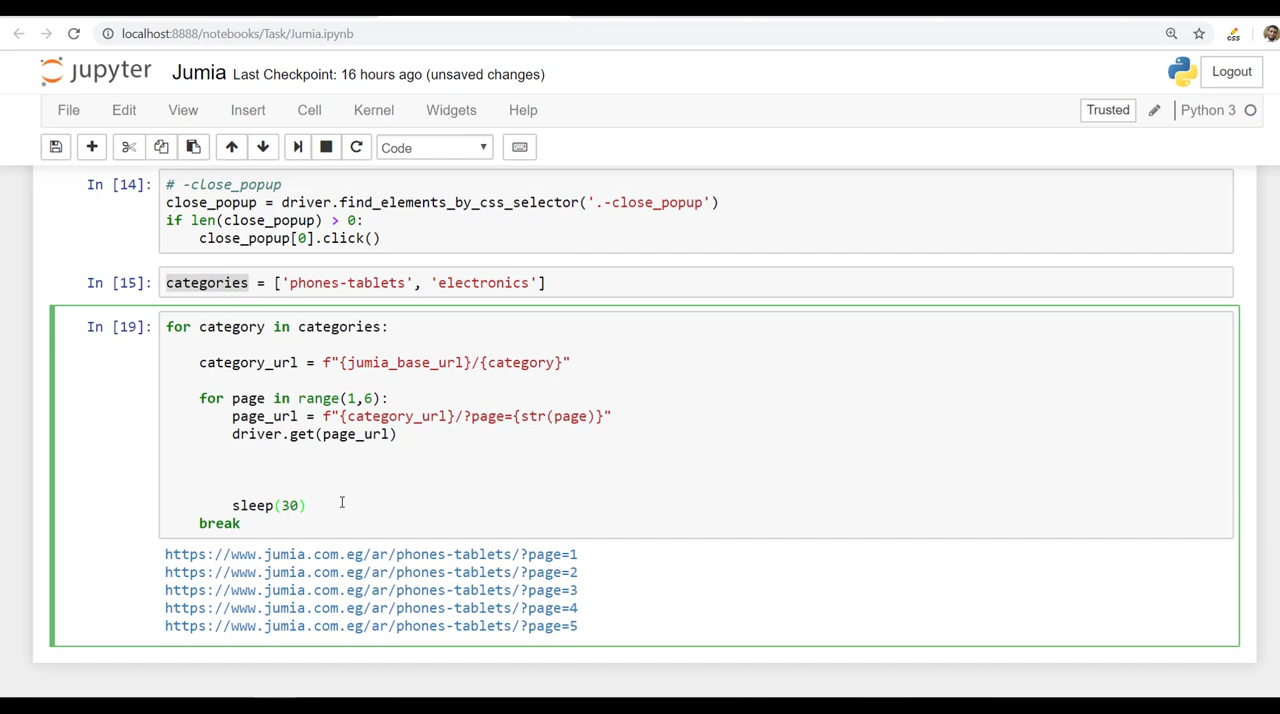 localhost:8888/notebooks/Task/Jumia.ipynb
css
jupyter Jumia Last Checkpoint: 16 hours ago (unsaved changes) Logout
File Edit View Insert Cell Kernel Widgets Help Trusted Python 3
Code
In [14]: # -close_popup
close_popup = driver.find_elements_by_css_selector('.-close_popup')
if len(close_popup) > 0:
close_popup[0].click()
In [15]: categories = ['phones-tablets', 'electronics']
In [19]: for category in categories:
category_url = f"{jumia_base_url}/{category}"
for page in range(1,6):
page_url = f"{category_url}/?page={str(page)}"
driver.get(page_url)
sleep(30)
break
https://www.jumia.com.eg/ar/phones-tablets/?page=1
https://www.jumia.com.eg/ar/phones-tablets/?page=2
https://www.jumia.com.eg/ar/phones-tablets/?page=3
https://www.jumia.com.eg/ar/phones-tablets/?page=4
https://www.jumia.com.eg/ar/phones-tablets/?page=5